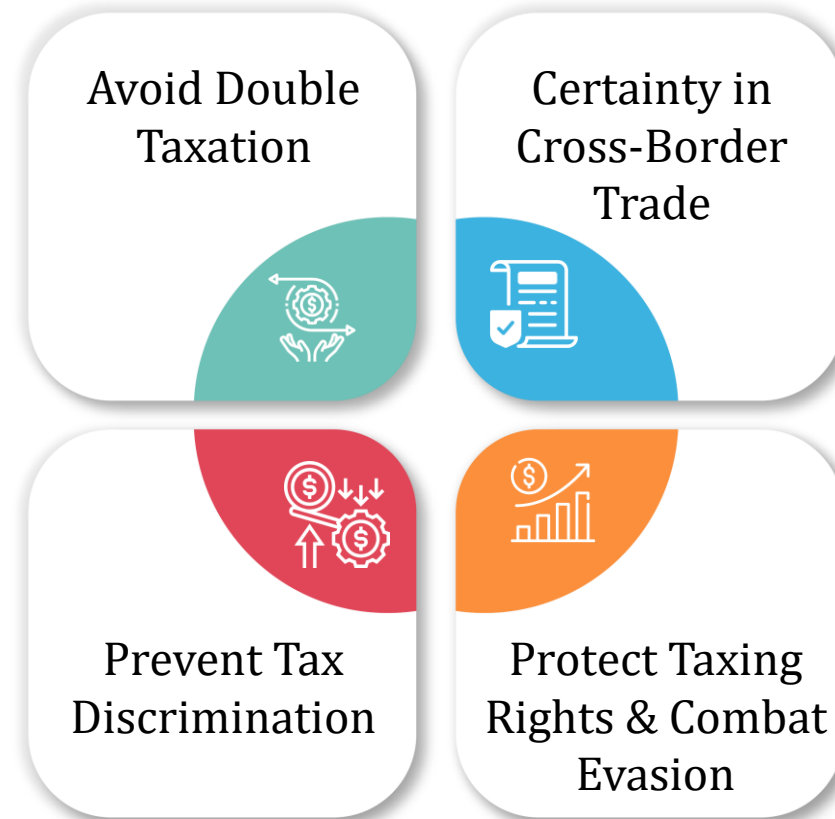 Avoid Double
Taxation
Certainty in
Cross-Border
Trade
Prevent Tax
Discrimination
Protect Taxing
Rights & Combat
Evasion